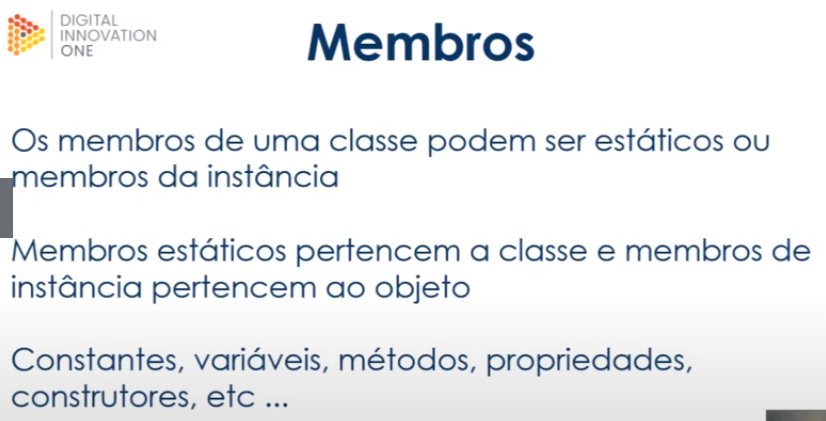 DIGITAL
INNOVATION
ONE
Membros
Os membros de uma classe podem ser estáticos ou
membros da instância
Membros estáticos pertencem a classe e membros de
instância pertencem ao objeto
Constantes, variáveis, métodos, propriedades,
construtores, etc ...